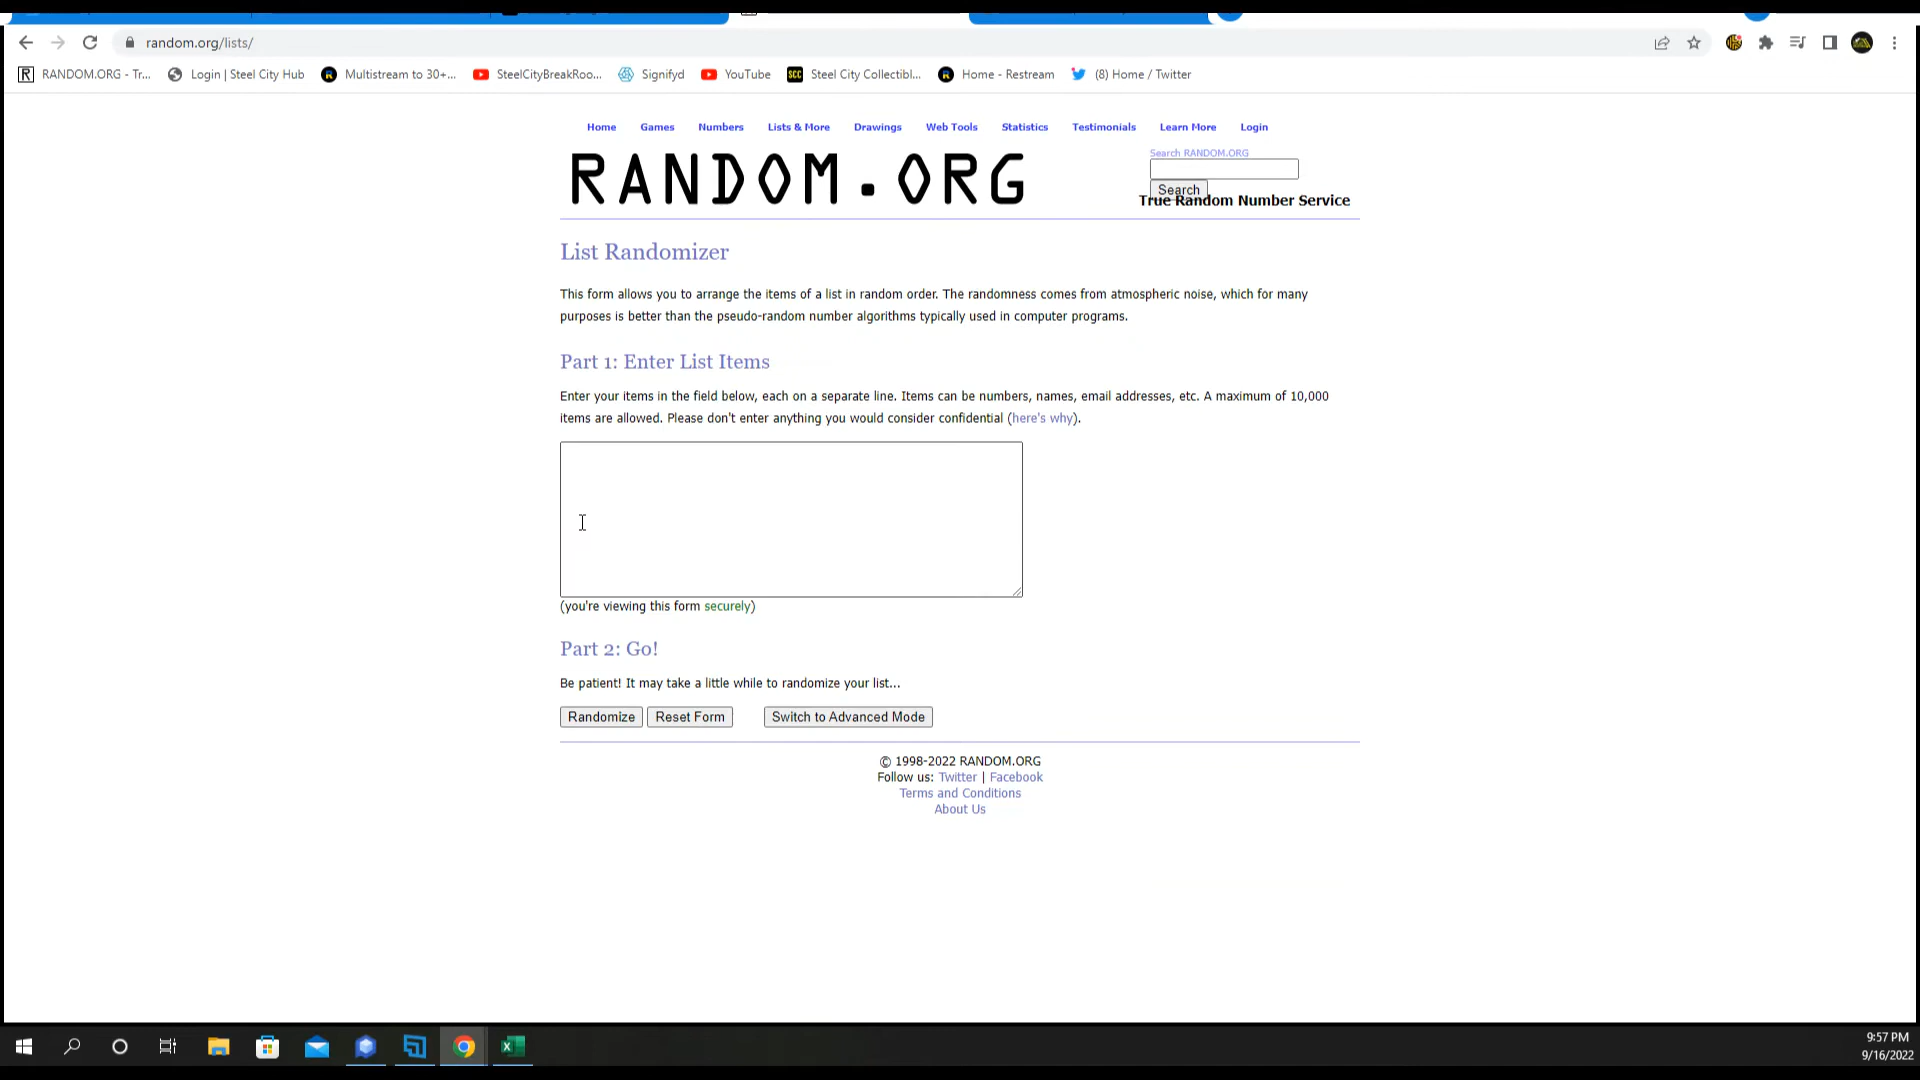 random.org/lists/
RANDOM.ORG - Tr...
Login | Steel City Hub
Multistream to 30+...
SteelCityBreakRoo...
Signifyd
YouTube
SCC
Steel City Collectibl...
Home - Restream
(8) Home / Twitter
Home
Games
Numbers
Lists & More
Drawings
Web Tools
Statistics
Testimonials
Learn More
Login
RANDOM.ORG
Search RANDOM.ORG
Search
True Random Number Service
List Randomizer
This form allows you to arrange the items of a list in random order. The randomness comes from atmospheric noise, which for many
purposes is better than the pseudo-random number algorithms typically used in computer programs.
Part 1: Enter List Items
Enter your items in the field below, each on a separate line. Items can be numbers, names, email addresses, etc. A maximum of 10,000
items are allowed. Please don't enter anything you would consider confidential (here's why).
(you're viewing this form securely)
Part 2: Go!
Be patient! It may take a little while to randomize your list...
Randomize
Reset Form
Switch to Advanced Mode
© 1998-2022 RANDOM.ORG
Follow us: Twitter | Facebook
Terms and Conditions
About Us
9:57 PM
9/16/2022